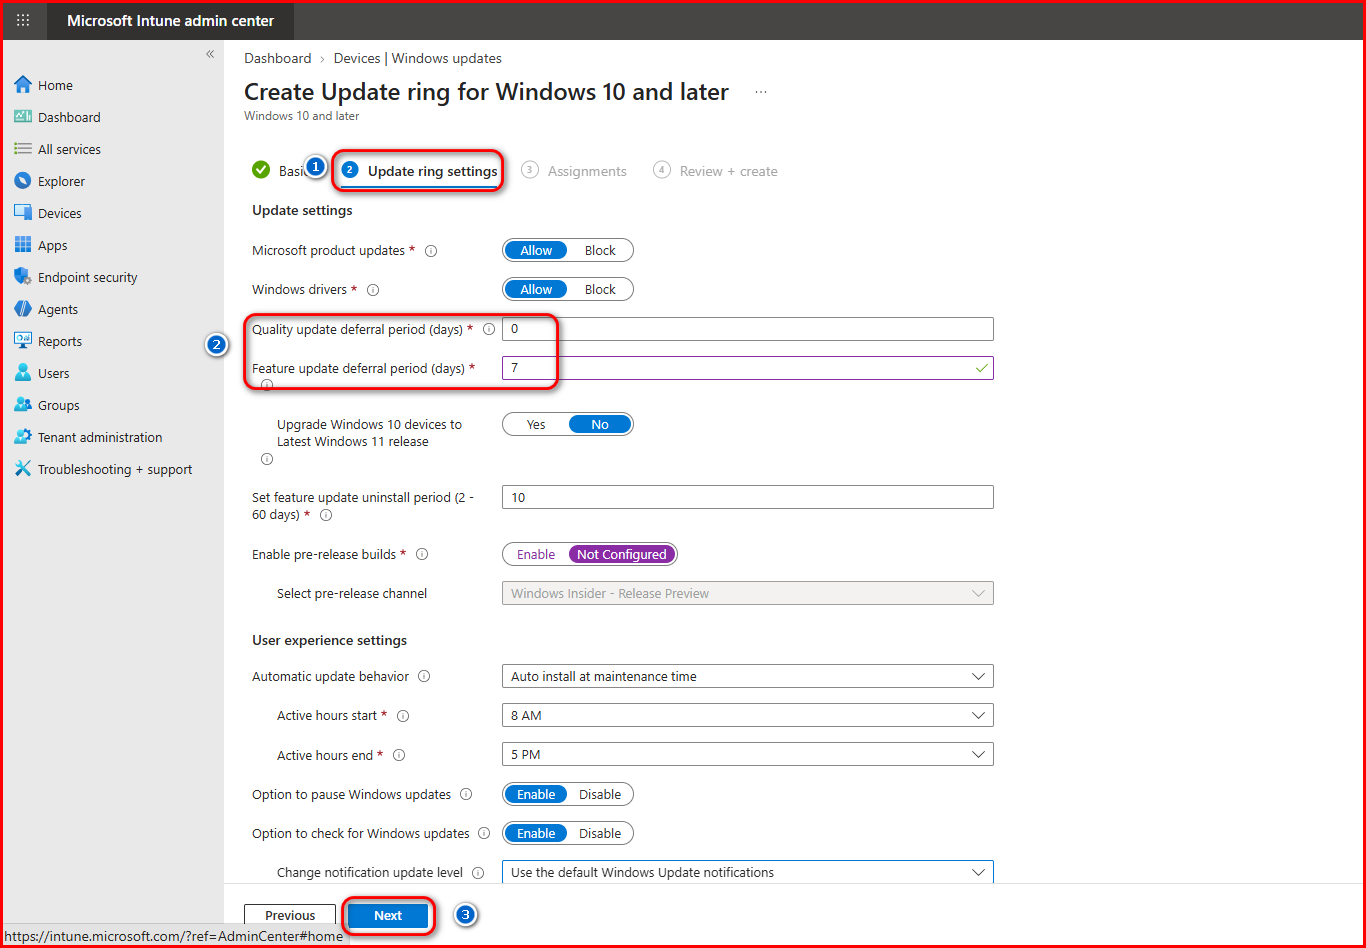 Microsoft Intune admin center
«
Home
Dashboard
All services
Explorer
Devices
Apps
Endpoint security
Agents
Reports
Users
Groups
Tenant administration
Troubleshooting + support
Dashboard › Devices | Windows updates
Create Update ring for Windows 10 and later ...
Windows 10 and later
1 2 Update ring settings 3 Assignments 4 Review + create
Update settings
Microsoft product updates * Allow Block
Windows drivers * Allow Block
Quality update deferral period (days) * 0
2
Feature update deferral period (days) * 7
Upgrade Windows 10 devices to
Latest Windows 11 release
Yes No
Set feature update uninstall period (2 -
60 days) *
10
Enable pre-release builds * Enable Not Configured
Select pre-release channel Windows Insider - Release Preview
User experience settings
Automatic update behavior Auto install at maintenance time
Active hours start * 8 AM
Active hours end * 5 PM
Option to pause Windows updates Enable Disable
Option to check for Windows updates Enable Disable
Change notification update level Use the default Windows Update notifications
Previous Next 3
https://intune.microsoft.com/?ref=AdminCenter#home